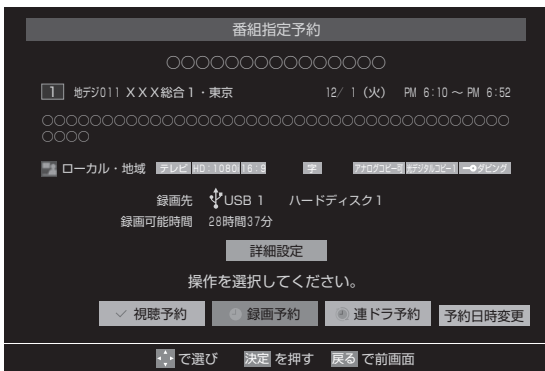 番組指定予約
○○○○○○○○○○○○○○○
1 地デジ011 XXX総合1・東京 12/ 1 (火) PM 6:10 ~ PM 6:52
○○○○○○○○○○○○○○○○○○○○○○○○○○○○○○○○○○○○○○○
○○○○
ローカル・地域 テレビ HD:1080 16:9 字 アナログコピー可 光デジタルコピー1 ダビング
録画先 USB 1 ハードディスク1
録画可能時間 28時間37分
詳細設定
操作を選択してください。
視聴予約 録画予約 連ドラ予約 予約日時変更
で選び 決定 を押す 戻る で前画面